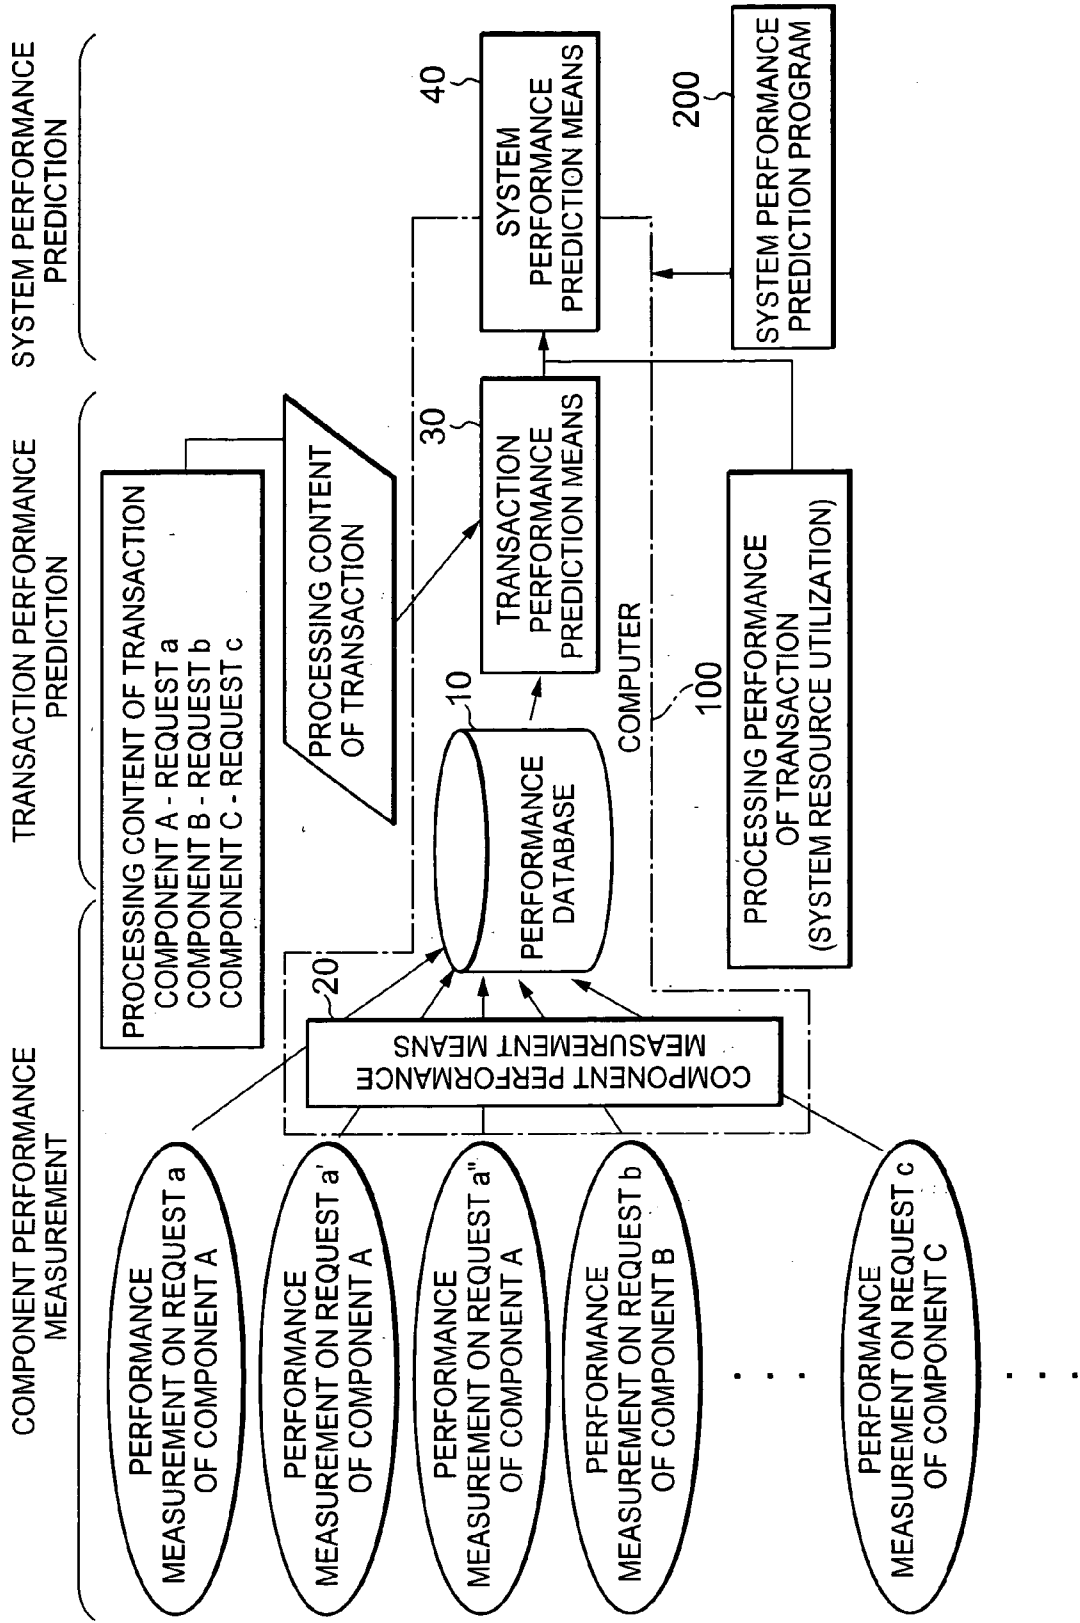 COMPONENT PERFORMANCE
MEASUREMENT
TRANSACTION PERFORMANCE
PREDICTION
SYSTEM PERFORMANCE
PREDICTION
PERFORMANCE
MEASUREMENT ON REQUEST a
OF COMPONENT A
PERFORMANCE
MEASUREMENT ON REQUEST a'
OF COMPONENT A
PERFORMANCE
MEASUREMENT ON REQUEST a"
OF COMPONENT A
PERFORMANCE
MEASUREMENT ON REQUEST b
OF COMPONENT B
. . .
PERFORMANCE
MEASUREMENT ON REQUEST c
OF COMPONENT C
. . .
20
COMPONENT PERFORMANCE
MEASUREMENT MEANS
PROCESSING CONTENT OF TRANSACTION
COMPONENT A - REQUEST a
COMPONENT B - REQUEST b
COMPONENT C - REQUEST c
PROCESSING CONTENT
OF TRANSACTION
10
PERFORMANCE
DATABASE
30
TRANSACTION
PERFORMANCE
PREDICTION MEANS
COMPUTER
100
PROCESSING PERFORMANCE
OF TRANSACTION
(SYSTEM RESOURCE UTILIZATION)
40
SYSTEM
PERFORMANCE
PREDICTION MEANS
200
SYSTEM PERFORMANCE
PREDICTION PROGRAM